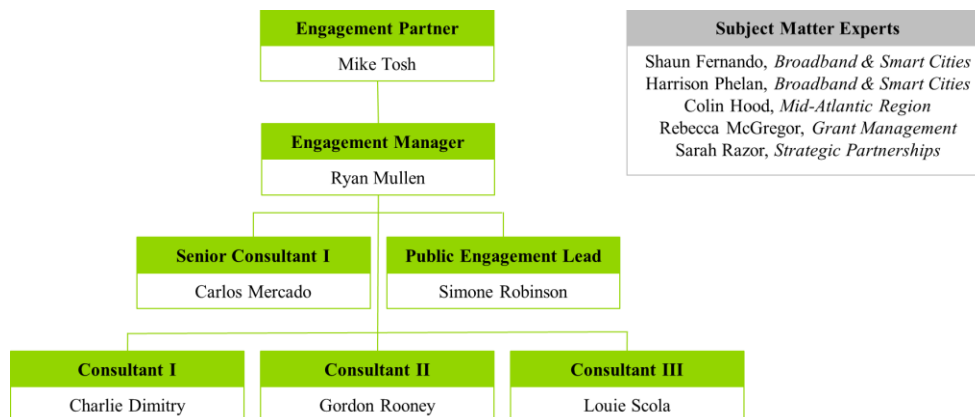 Engagement Partner
Mike Tosh
Subject Matter Experts
Shaun Fernando, Broadband & Smart Cities
Harrison Phelan, Broadband & Smart Cities
Colin Hood, Mid-Atlantic Region
Rebecca McGregor, Grant Management
Sarah Razor, Strategic Partnerships
Engagement Manager
Ryan Mullen
Senior Consultant I
Carlos Mercado
Public Engagement Lead
Simone Robinson
Consultant I
Charlie Dimitry
Consultant II
Gordon Rooney
Consultant III
Louie Scola